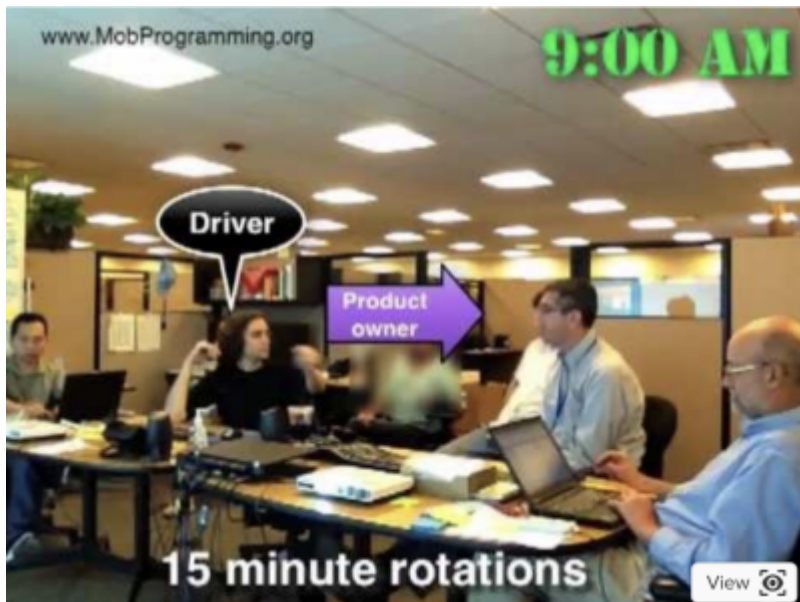 www.MobProgramming.org
9:00 AM
Driver
Product
owner
15 minute rotations
View